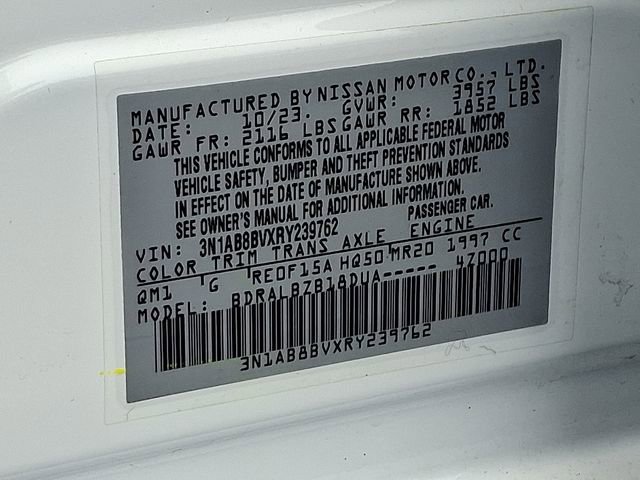 MANUFACTURED BY NISSAN MOTOR CO., LTD.
DATE: 10/23. GVWR: 3957 LBS
GAWR FR: 2116 LBS GAWR RR: 1852 LBS
THIS VEHICLE CONFORMS TO ALL APPLICABLE FEDERAL MOTOR
VEHICLE SAFETY, BUMPER AND THEFT PREVENTION STANDARDS
IN EFFECT ON THE DATE OF MANUFACTURE SHOWN ABOVE.
SEE OWNER'S MANUAL FOR ADDITIONAL INFORMATION.
VIN: 3N1AB8BVXRY239762 PASSENGER CAR.
COLOR TRIM TRANS AXLE ENGINE
QM1 G RE0F15A HQ50 MR20 1997 CC
MODEL: BDRALBZB18DUA----- 47000
3N1AB8BVXRY239762